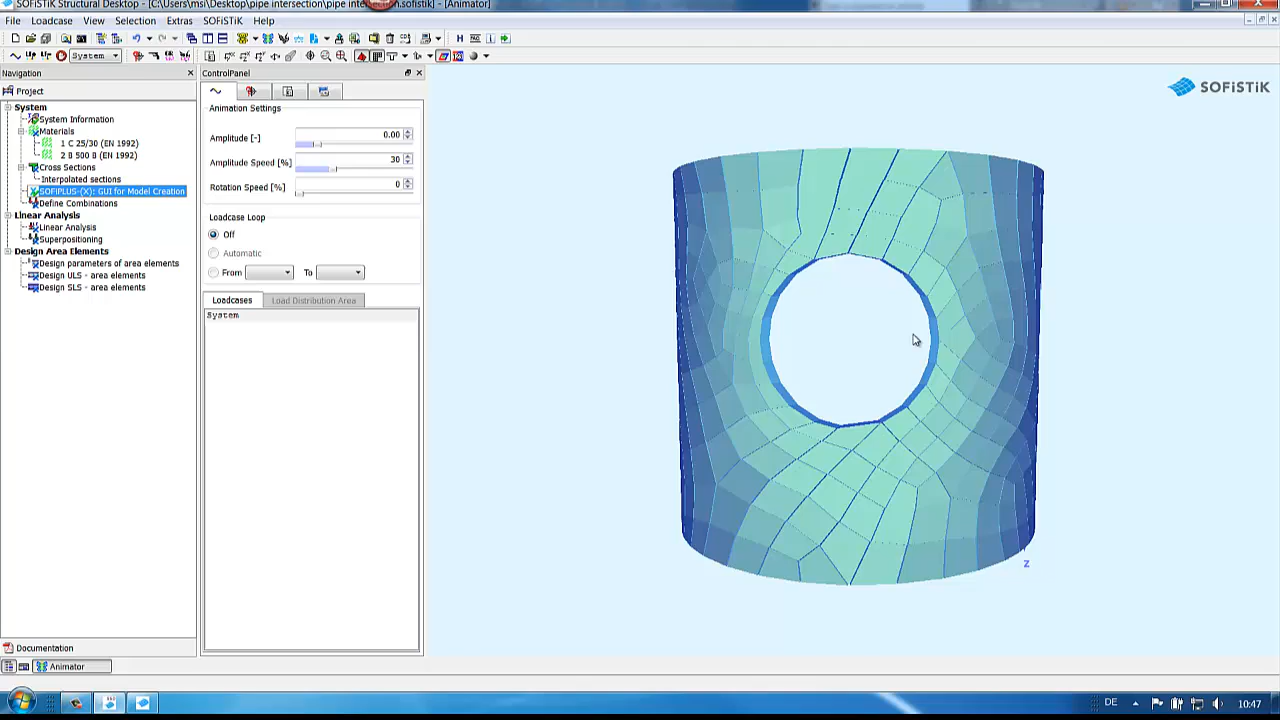 SOFiSTiK Structural Desktop - [C:\Users\msi\Desktop\pipe intersection\pipe intersection.sofistik] - [Animator]
File Loadcase View Selection Extras SOFiSTiK Help
System
Navigation
Project
System
System Information
Materials
1 C 25/30 (EN 1992)
2 B 500 B (EN 1992)
Cross Sections
Interpolated sections
SOFiPLUS-(X): GUI for Model Creation
Define Combinations
Linear Analysis
Linear Analysis
Superpositioning
Design Area Elements
Design parameters of area elements
Design ULS - area elements
Design SLS - area elements
Documentation
Animator
ControlPanel
Animation Settings
Amplitude [-] 0.00
Amplitude Speed [%] 30
Rotation Speed [%] 0
Loadcase Loop
Off
Automatic
From To
Loadcases Load Distribution Area
System
SOFiSTiK
Z
DE 10:47